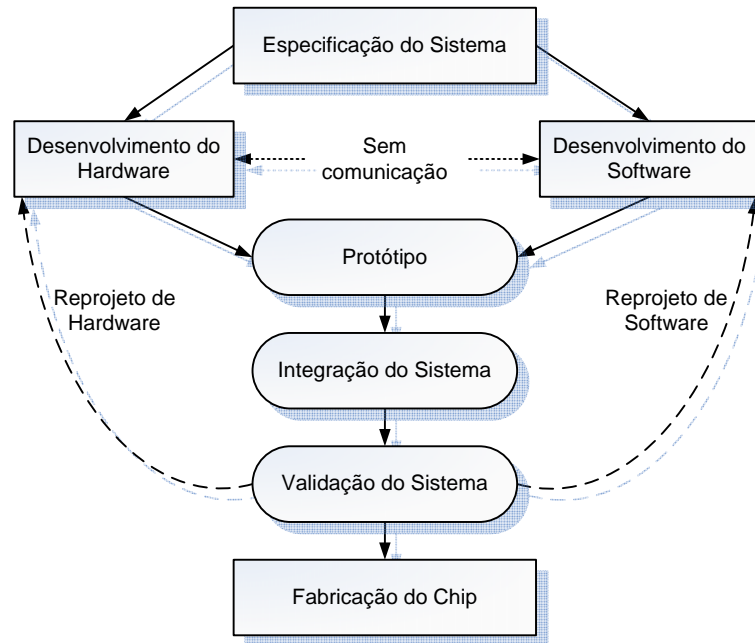 Especificação do Sistema
Desenvolvimento do
Hardware
Sem
comunicação
Desenvolvimento do
Software
Protótipo
Reprojeto de
Hardware
Reprojeto de
Software
Integração do Sistema
Validação do Sistema
Fabricação do Chip